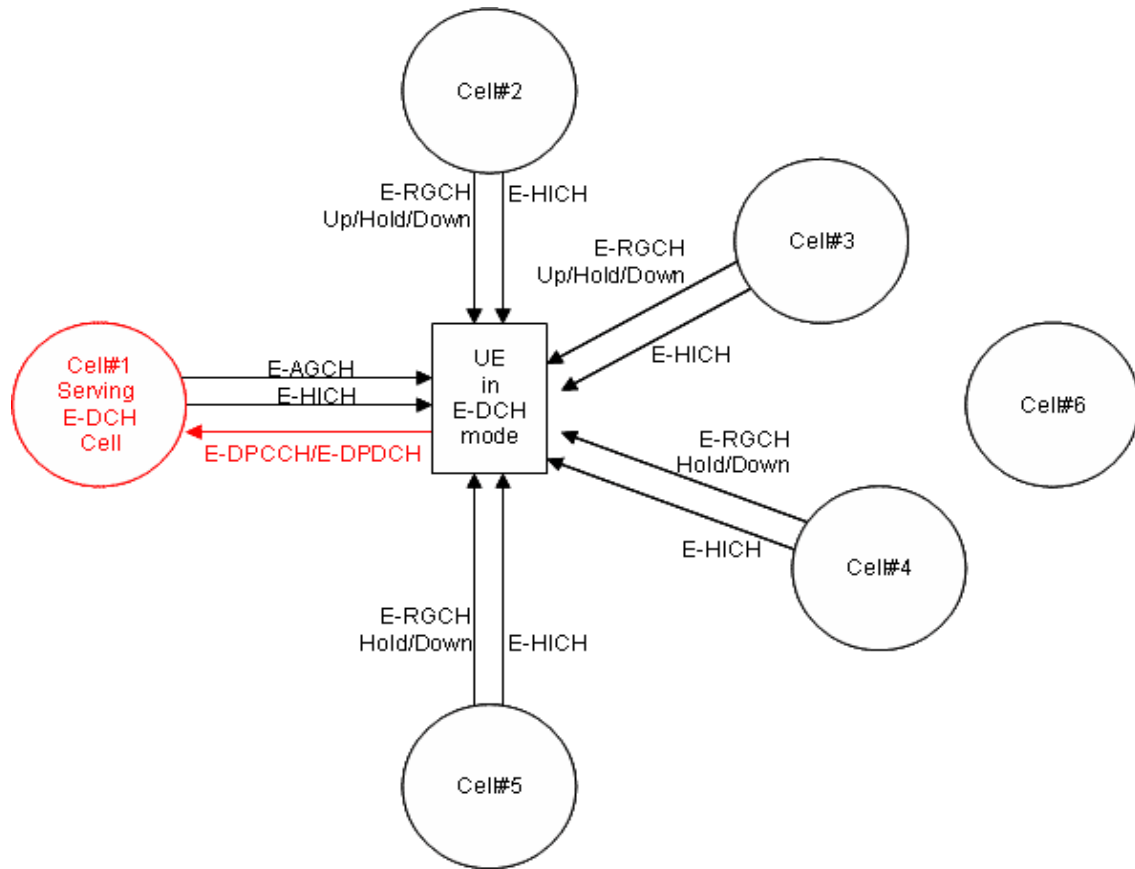 Cell#2
E-RGCH
Up/Hold/Down
E-HICH
Cell#3
E-RGCH
Up/Hold/Down
E-HICH
Cell#1
Serving
E-DCH
Cell
E-AGCH
E-HICH
E-DPCCH/E-DPDCH
UE
in
E-DCH
mode
Cell#6
E-RGCH
Hold/Down
E-HICH
Cell#4
E-RGCH
Hold/Down
E-HICH
Cell#5